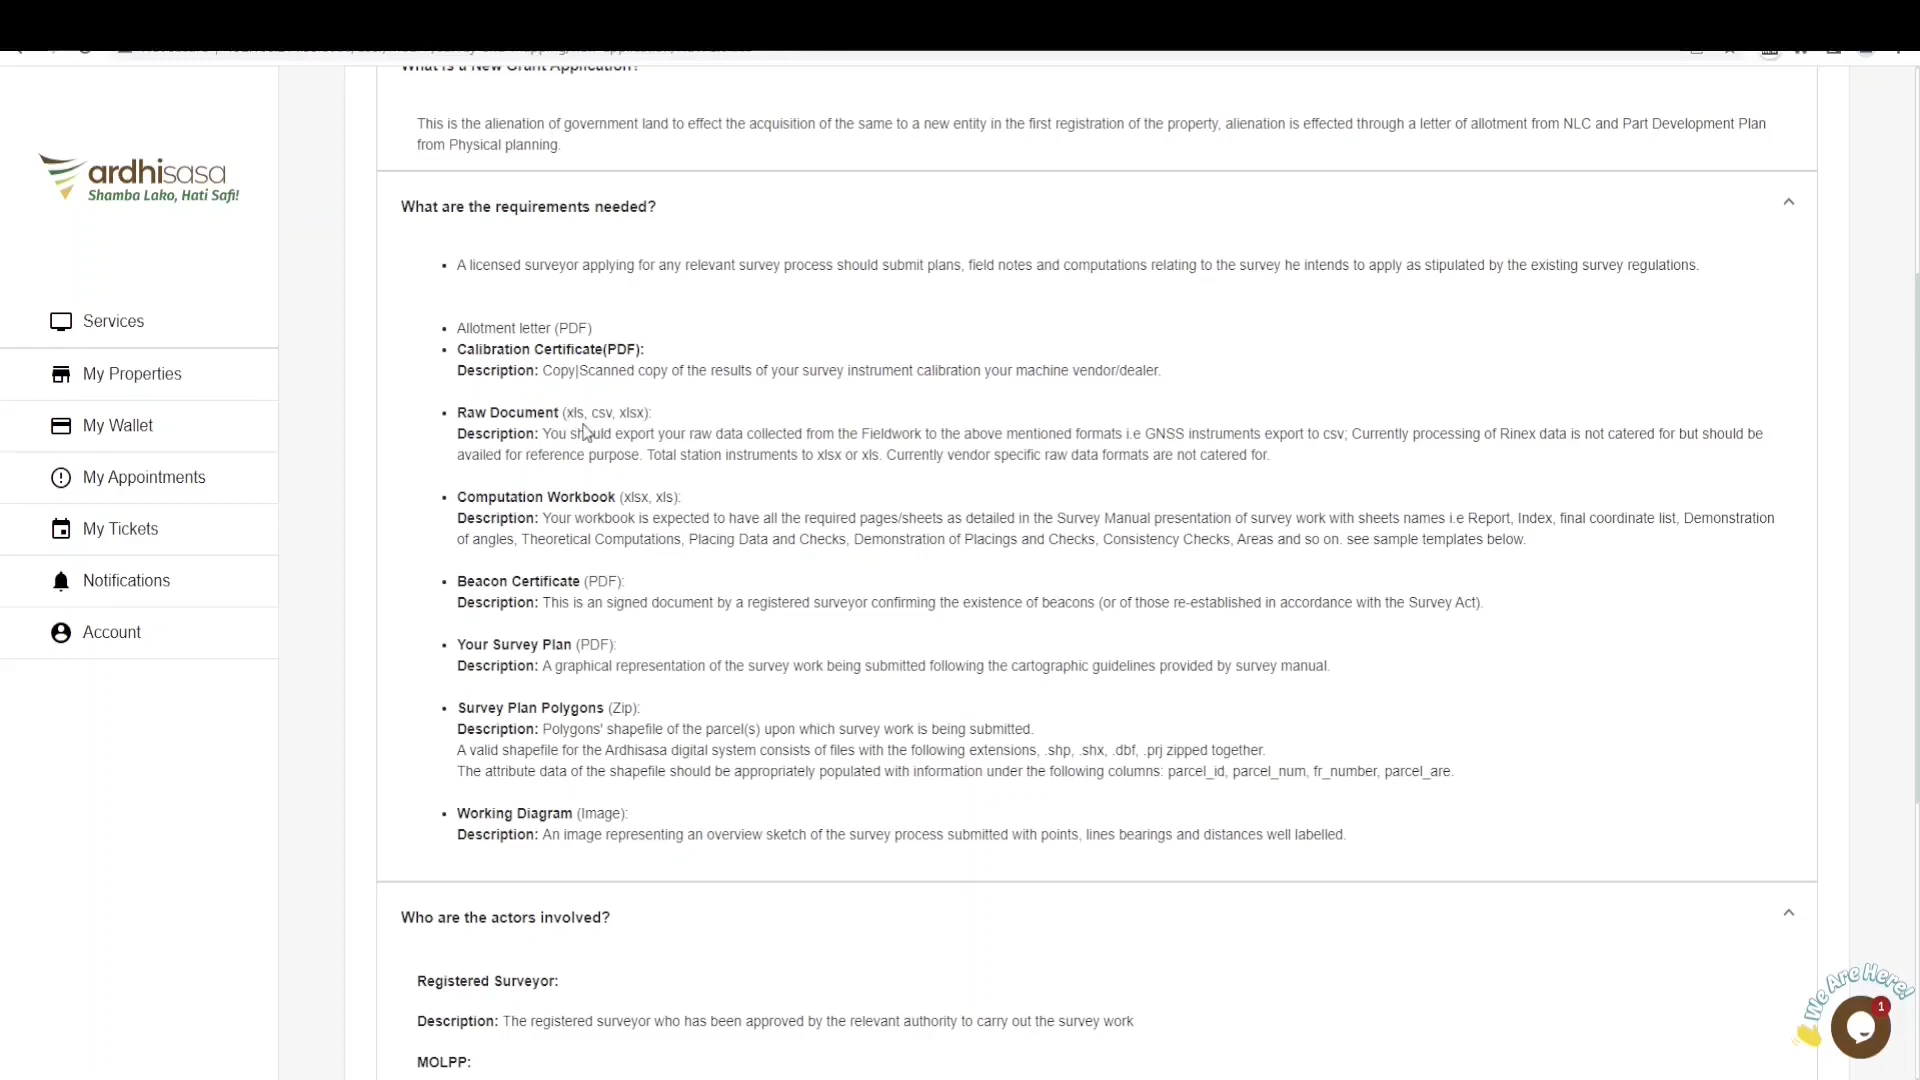 What is a New Grant Application?
This is the alienation of government land to effect the acquisition of the same to a new entity in the first registration of the property, alienation is effected through a letter of allotment from NLC and Part Development Plan
from Physical planning.
ardhisasa
Shamba Lako, Hati Safi!
Services
My Properties
My Wallet
My Appointments
My Tickets
Notifications
Account
What are the requirements needed?
• A licensed surveyor applying for any relevant survey process should submit plans, field notes and computations relating to the survey he intends to apply as stipulated by the existing survey regulations.
• Allotment letter (PDF)
• Calibration Certificate(PDF):
Description: Copy|Scanned copy of the results of your survey instrument calibration your machine vendor/dealer.
• Raw Document (xls, csv, xlsx):
Description: You should export your raw data collected from the Fieldwork to the above mentioned formats i.e GNSS instruments export to csv; Currently processing of Rinex data is not catered for but should be
availed for reference purpose. Total station instruments to xlsx or xls. Currently vendor specific raw data formats are not catered for.
• Computation Workbook (xlsx, xls):
Description: Your workbook is expected to have all the required pages/sheets as detailed in the Survey Manual presentation of survey work with sheets names i.e Report, Index, final coordinate list, Demonstration
of angles, Theoretical Computations, Placing Data and Checks, Demonstration of Placings and Checks, Consistency Checks, Areas and so on. see sample templates below.
• Beacon Certificate (PDF):
Description: This is an signed document by a registered surveyor confirming the existence of beacons (or of those re-established in accordance with the Survey Act).
• Your Survey Plan (PDF):
Description: A graphical representation of the survey work being submitted following the cartographic guidelines provided by survey manual.
• Survey Plan Polygons (Zip):
Description: Polygons' shapefile of the parcel(s) upon which survey work is being submitted.
A valid shapefile for the Ardhisasa digital system consists of files with the following extensions, .shp, .shx, .dbf, .prj zipped together.
The attribute data of the shapefile should be appropriately populated with information under the following columns: parcel_id, parcel_num, fr_number, parcel_are.
• Working Diagram (Image):
Description: An image representing an overview sketch of the survey process submitted with points, lines bearings and distances well labelled.
Who are the actors involved?
Registered Surveyor:
Description: The registered surveyor who has been approved by the relevant authority to carry out the survey work
MOLPP:
We Are Here!
1